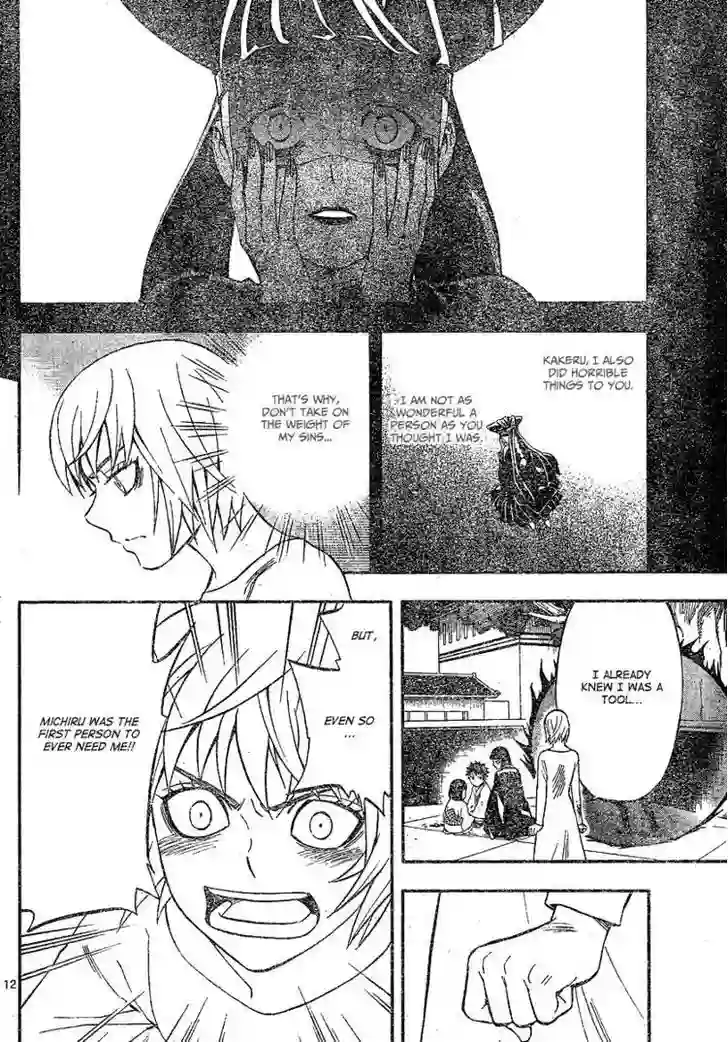 KAKERU, I ALSO
DID HORRIBLE
THINGS TO YOU.
I AM NOT AS
WONDERFUL A
PERSON AS YOU
THOUGHT I WAS.
THAT'S WHY,
DON'T TAKE ON
THE WEIGHT OF
MY SINS...
I ALREADY
KNEW I WAS A
TOOL...
BUT,
EVEN SO
...
MICHIRU WAS THE
FIRST PERSON TO
EVER NEED ME!!
12